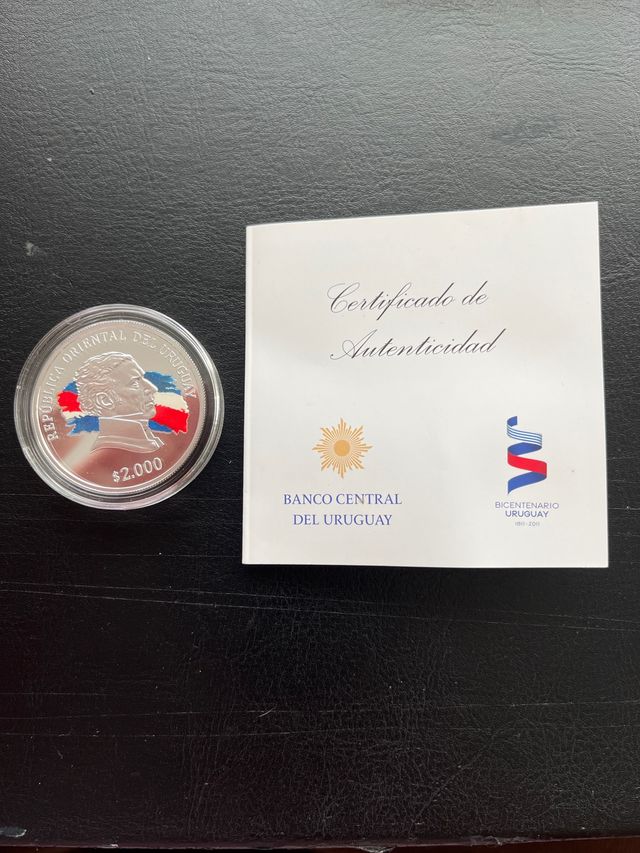 REPÚBLICA ORIENTAL DEL URUGUAY
$2.000
Certificado de
Autenticidad
BANCO CENTRAL
DEL URUGUAY
BICENTENARIO
URUGUAY
1811-2011